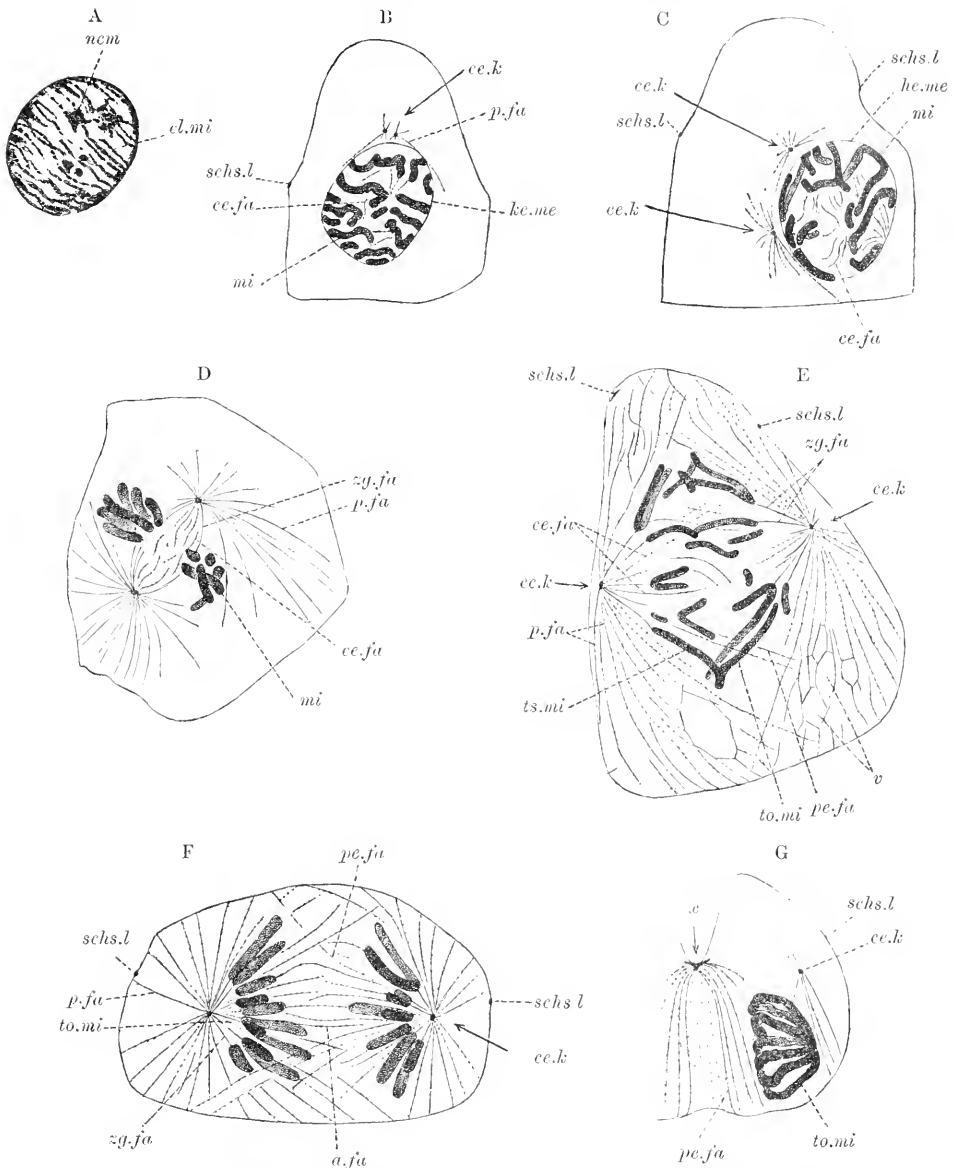 A
B
C
ncm
el.mi
ce.k
p.fa
schs.l
ce.fa
ke.me
mi
schs.l
ce.k
he.me
mi
schs.l
ce.k
ce.fa
D
zg.fa
p.fa
ce.fa
mi
E
schs.l
schs.l
zg.fa
ce.k
ce.fa
ce.k
p.fa
ts.mi
v
to.mi
pe.fa
F
pe.fa
schs.l
p.fa
to.mi
schs.l
ce.k
zg.fa
a.fa
G
x
schs.l
ce.k
pe.fa
to.mi